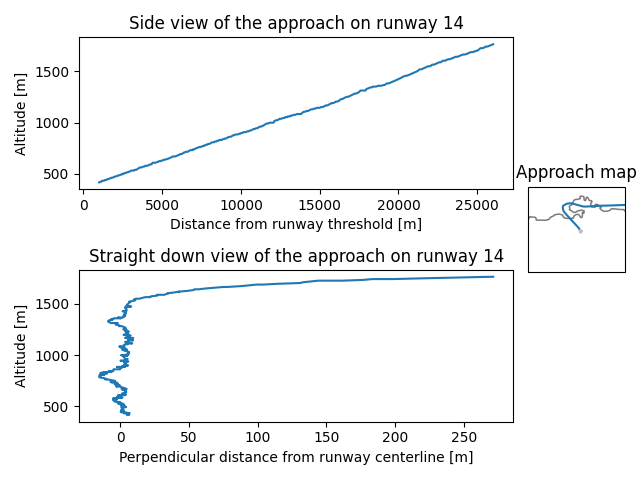 Side view of the approach on runway 14
Altitude [m]
1500
1000
500
0 5000 10000 15000 20000 25000
Distance from runway threshold [m]
Approach map
Straight down view of the approach on runway 14
Altitude [m]
1500
1000
500
0 50 100 150 200 250
Perpendicular distance from runway centerline [m]